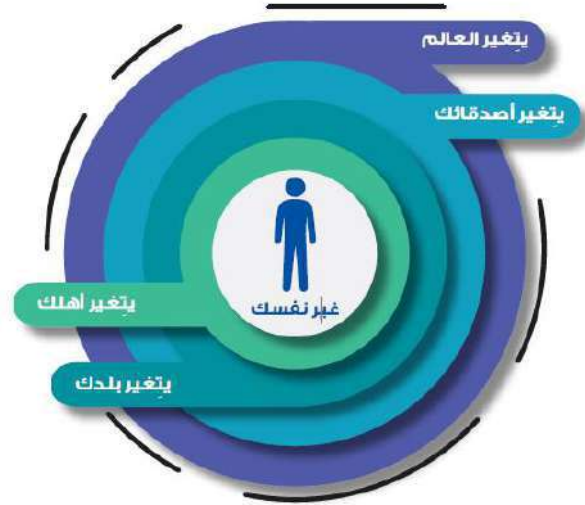 يتغير العالم
يتغير أصدقائك
غير نفسك
يتغير أهلك
يتغير بلدك